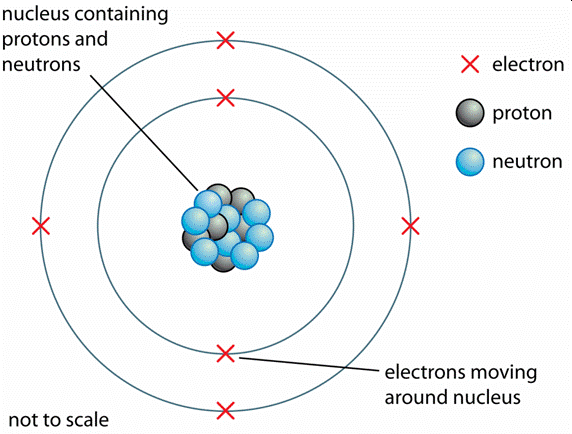 nucleus containing
protons and
neutrons
electron
proton
neutron
electrons moving
around nucleus
not to scale